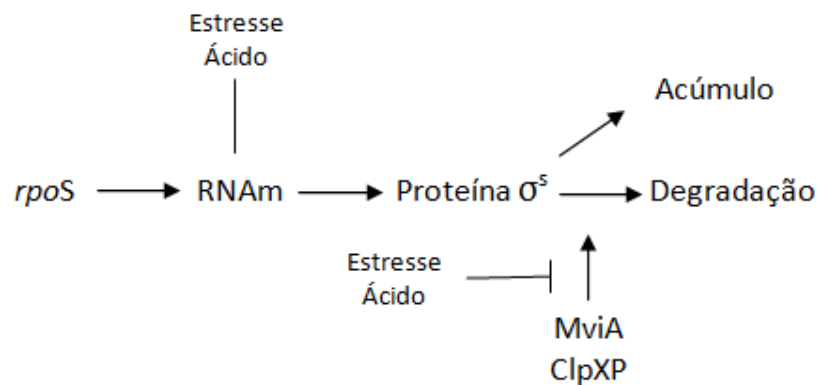 Estresse
Ácido
Acúmulo
rpoS
RNAm
Proteína σˢ
Degradação
Estresse
Ácido
MviA
ClpXP